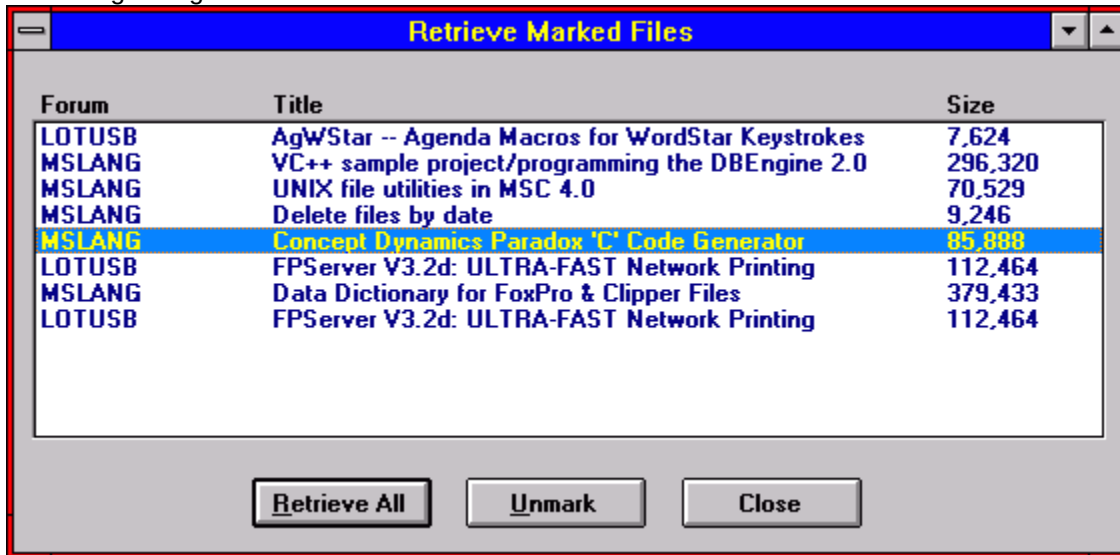 Retrieve Marked Files
Forum Title Size
LOTUSB AgWStar -- Agenda Macros for WordStar Keystrokes 7,624
MSLANG VC++ sample project/programming the DBEngine 2.0 296,320
MSLANG UNIX file utilities in MSC 4.0 70,529
MSLANG Delete files by date 9,246
MSLANG Concept Dynamics Paradox 'C' Code Generator 85,888
LOTUSB FPServer V3.2d: ULTRA-FAST Network Printing 112,464
MSLANG Data Dictionary for FoxPro & Clipper Files 379,433
LOTUSB FPServer V3.2d: ULTRA-FAST Network Printing 112,464
Retrieve All Unmark Close